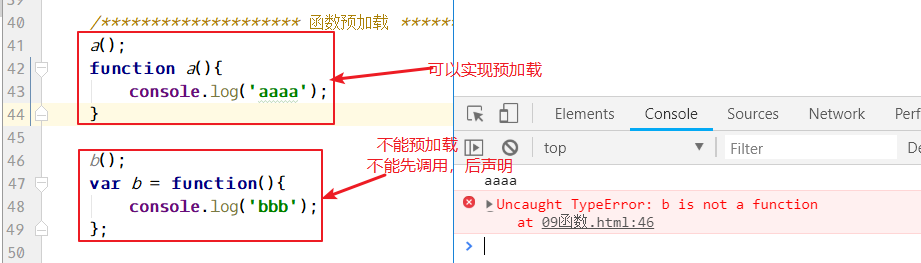 39
40 /******************** 函数预加载 ******
41 a();
可以实现预加载
42 function a(){
43 console.log('aaaa');
44 }
45
不能预加载
不能先调用，后声明
46 b();
47 var b = function(){
48 console.log('bbb');
49 };
50
Elements Console Sources Network Perform
top Filter De
aaaa
Uncaught TypeError: b is not a function
at 09函数.html:46
>